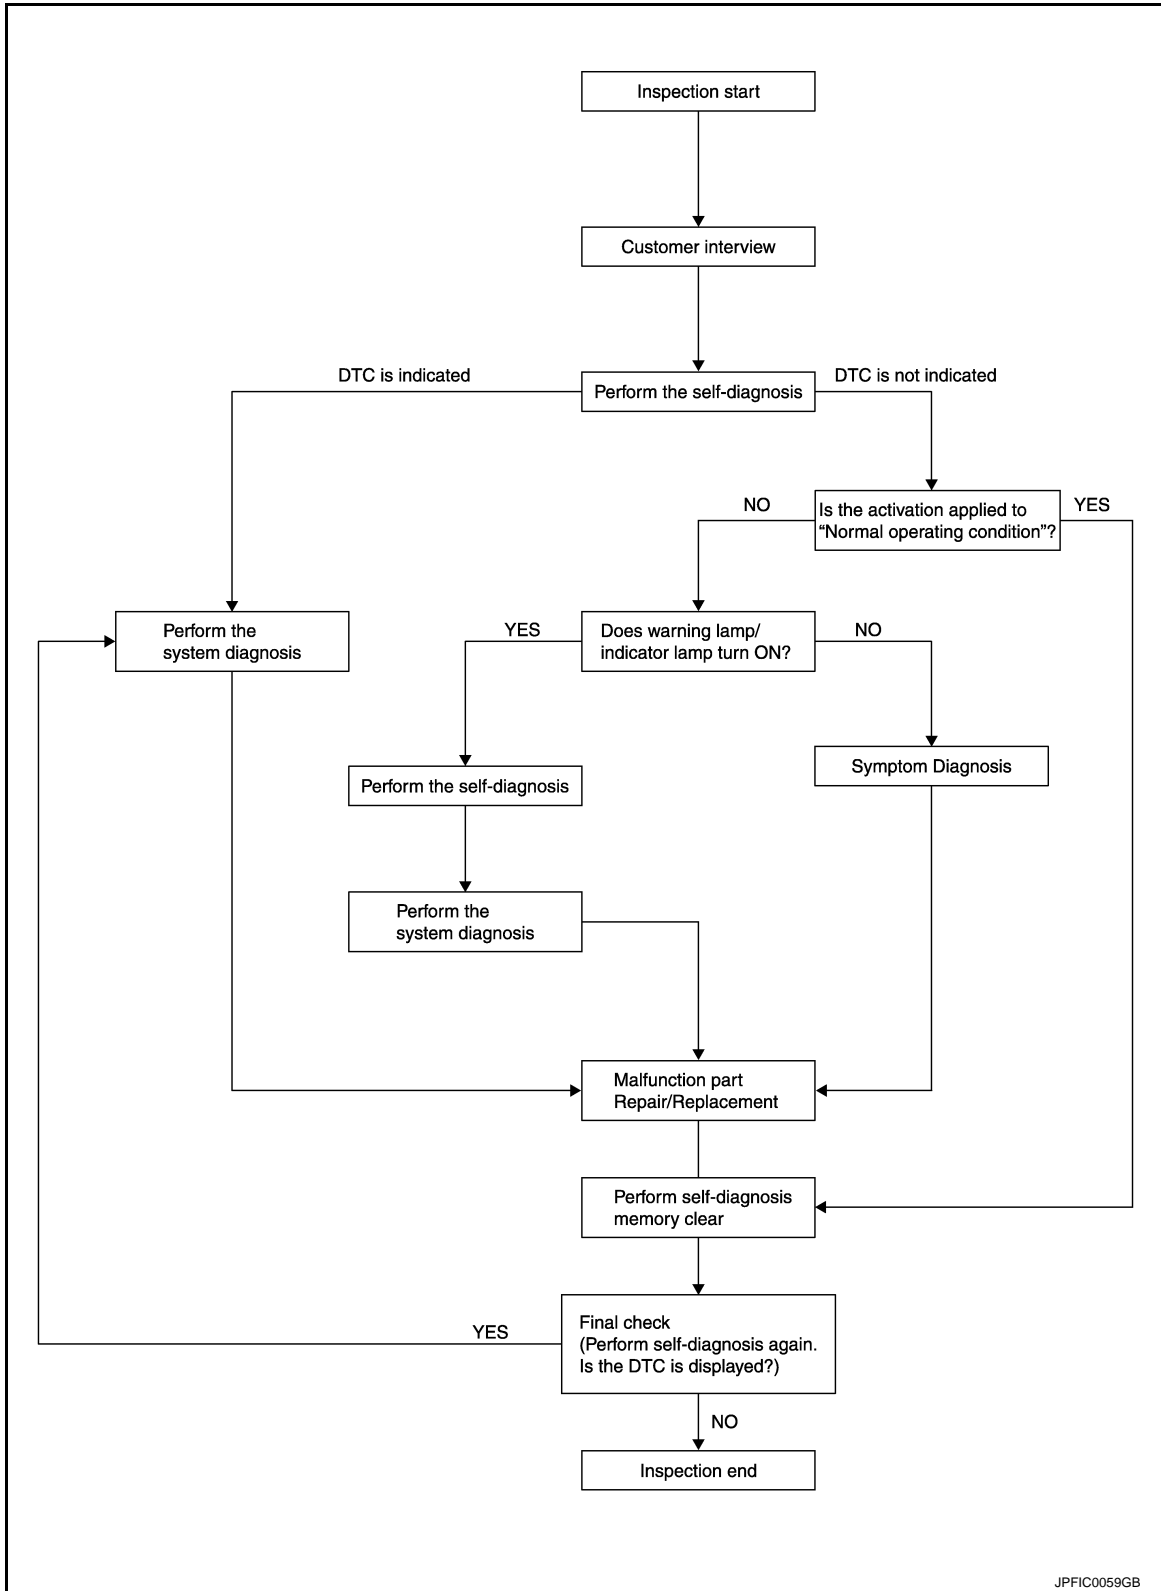 Inspection start
Customer interview
DTC is indicated
Perform the self-diagnosis
DTC is not indicated
NO
Is the activation applied to
“Normal operating condition”?
YES
Perform the
system diagnosis
YES
Does warning lamp/
indicator lamp turn ON?
NO
Perform the self-diagnosis
Symptom Diagnosis
Perform the
system diagnosis
Malfunction part
Repair/Replacement
Perform self-diagnosis
memory clear
YES
Final check
(Perform self-diagnosis again.
Is the DTC is displayed?)
NO
Inspection end
JPFIC0059GB